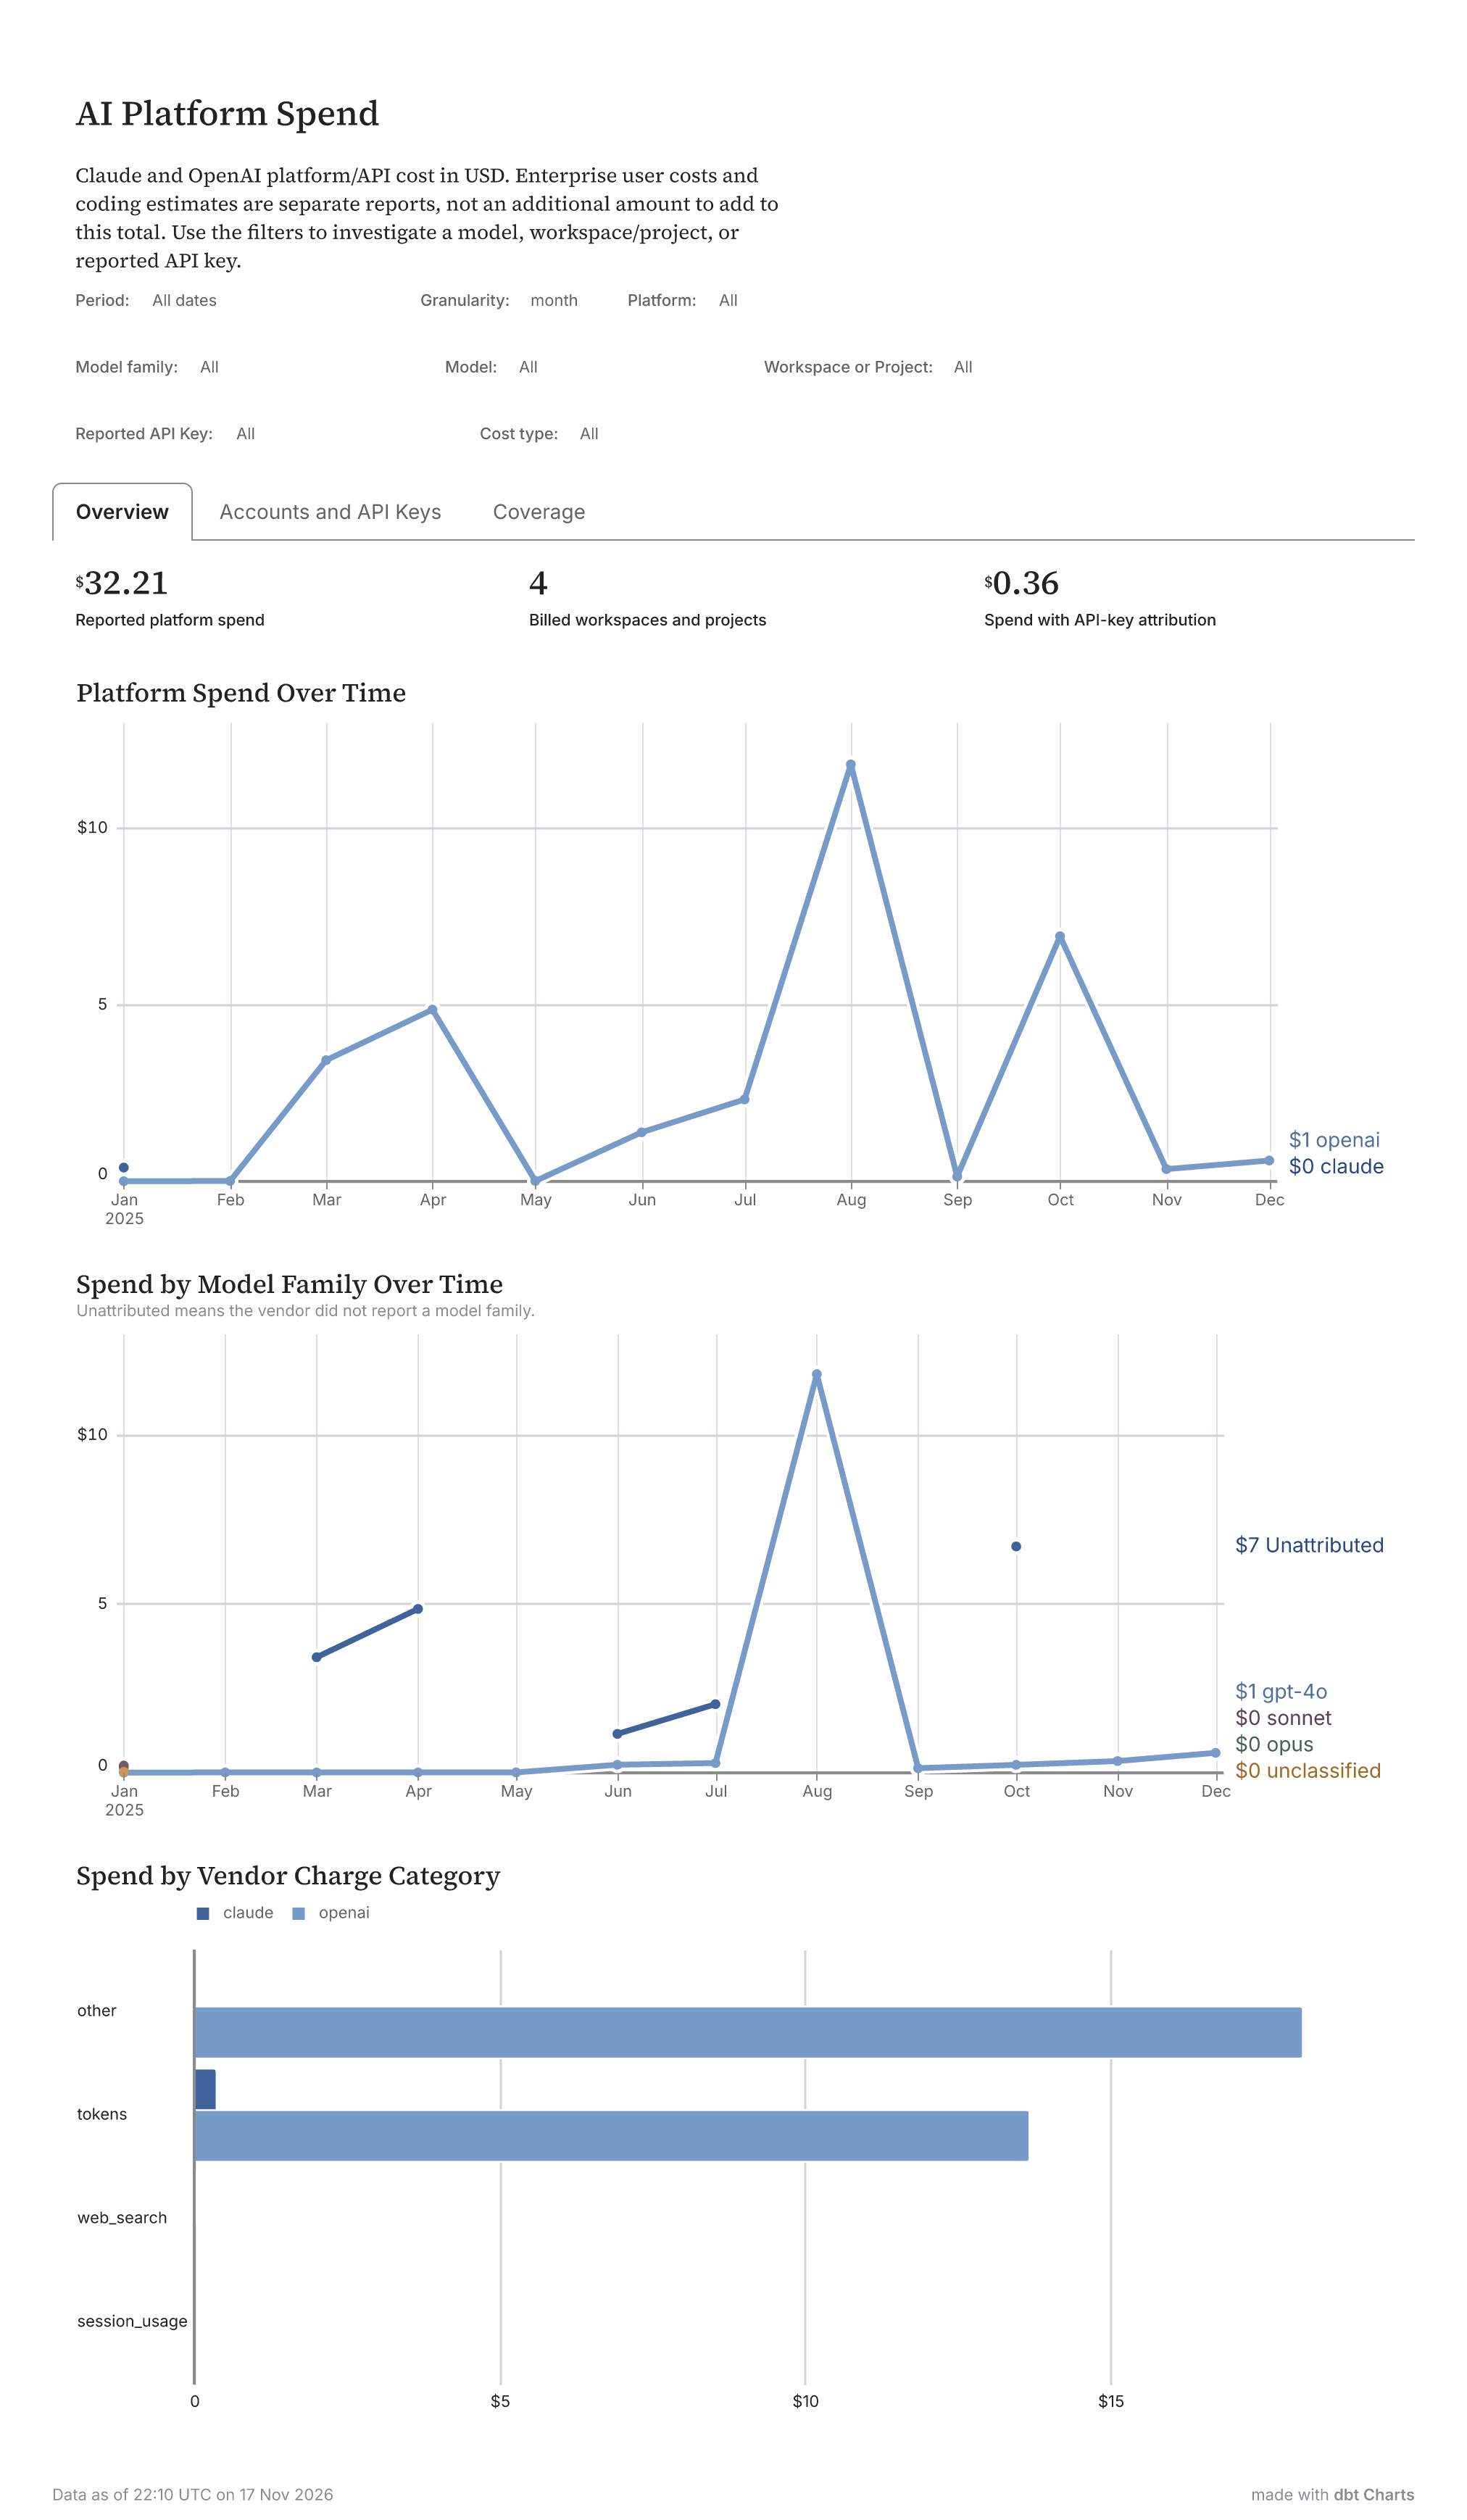 AI Platform Spend
Claude and OpenAI platform/API cost in USD. Enterprise user costs and
coding estimates are separate reports, not an additional amount to add to
this total. Use the filters to investigate a model, workspace/project, or
reported API key.
Period: All dates Granularity: month Platform: All
Model family: All Model: All Workspace or Project: All
Reported API Key: All Cost type: All
Overview Accounts and API Keys Coverage
$32.21 4 $0.36
Reported platform spend Billed workspaces and projects Spend with API-key attribution
Platform Spend Over Time
$10
5
$1 openai
$0 claude
0
Jan Feb Mar Apr May Jun Jul Aug Sep Oct Nov Dec
2025
Spend by Model Family Over Time
Unattributed means the vendor did not report a model family.
$10
$7 Unattributed
5
$1 gpt-4o
$0 sonnet
$0 opus
0
$0 unclassified
Jan Feb Mar Apr May Jun Jul Aug Sep Oct Nov Dec
2025
Spend by Vendor Charge Category
claude openai
other
tokens
web_search
session_usage
0 $5 $10 $15
Data as of 22:10 UTC on 17 Nov 2026 made with dbt Charts